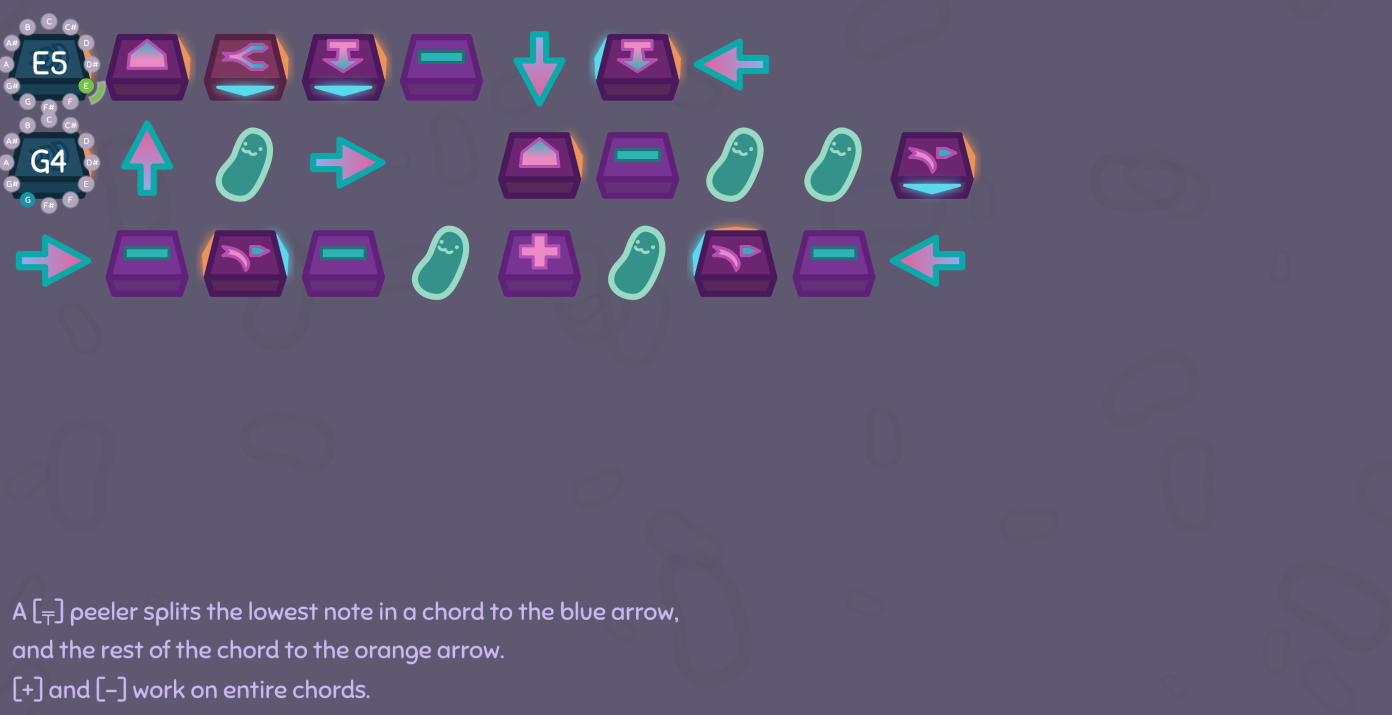 C
B C#
A# D
E5
A D#
G# E
G F
F#
C
B C#
A# D
G4
A D#
G# E
G F
F#
A [╤] peeler splits the lowest note in a chord to the blue arrow,
and the rest of the chord to the orange arrow.
[+] and [−] work on entire chords.